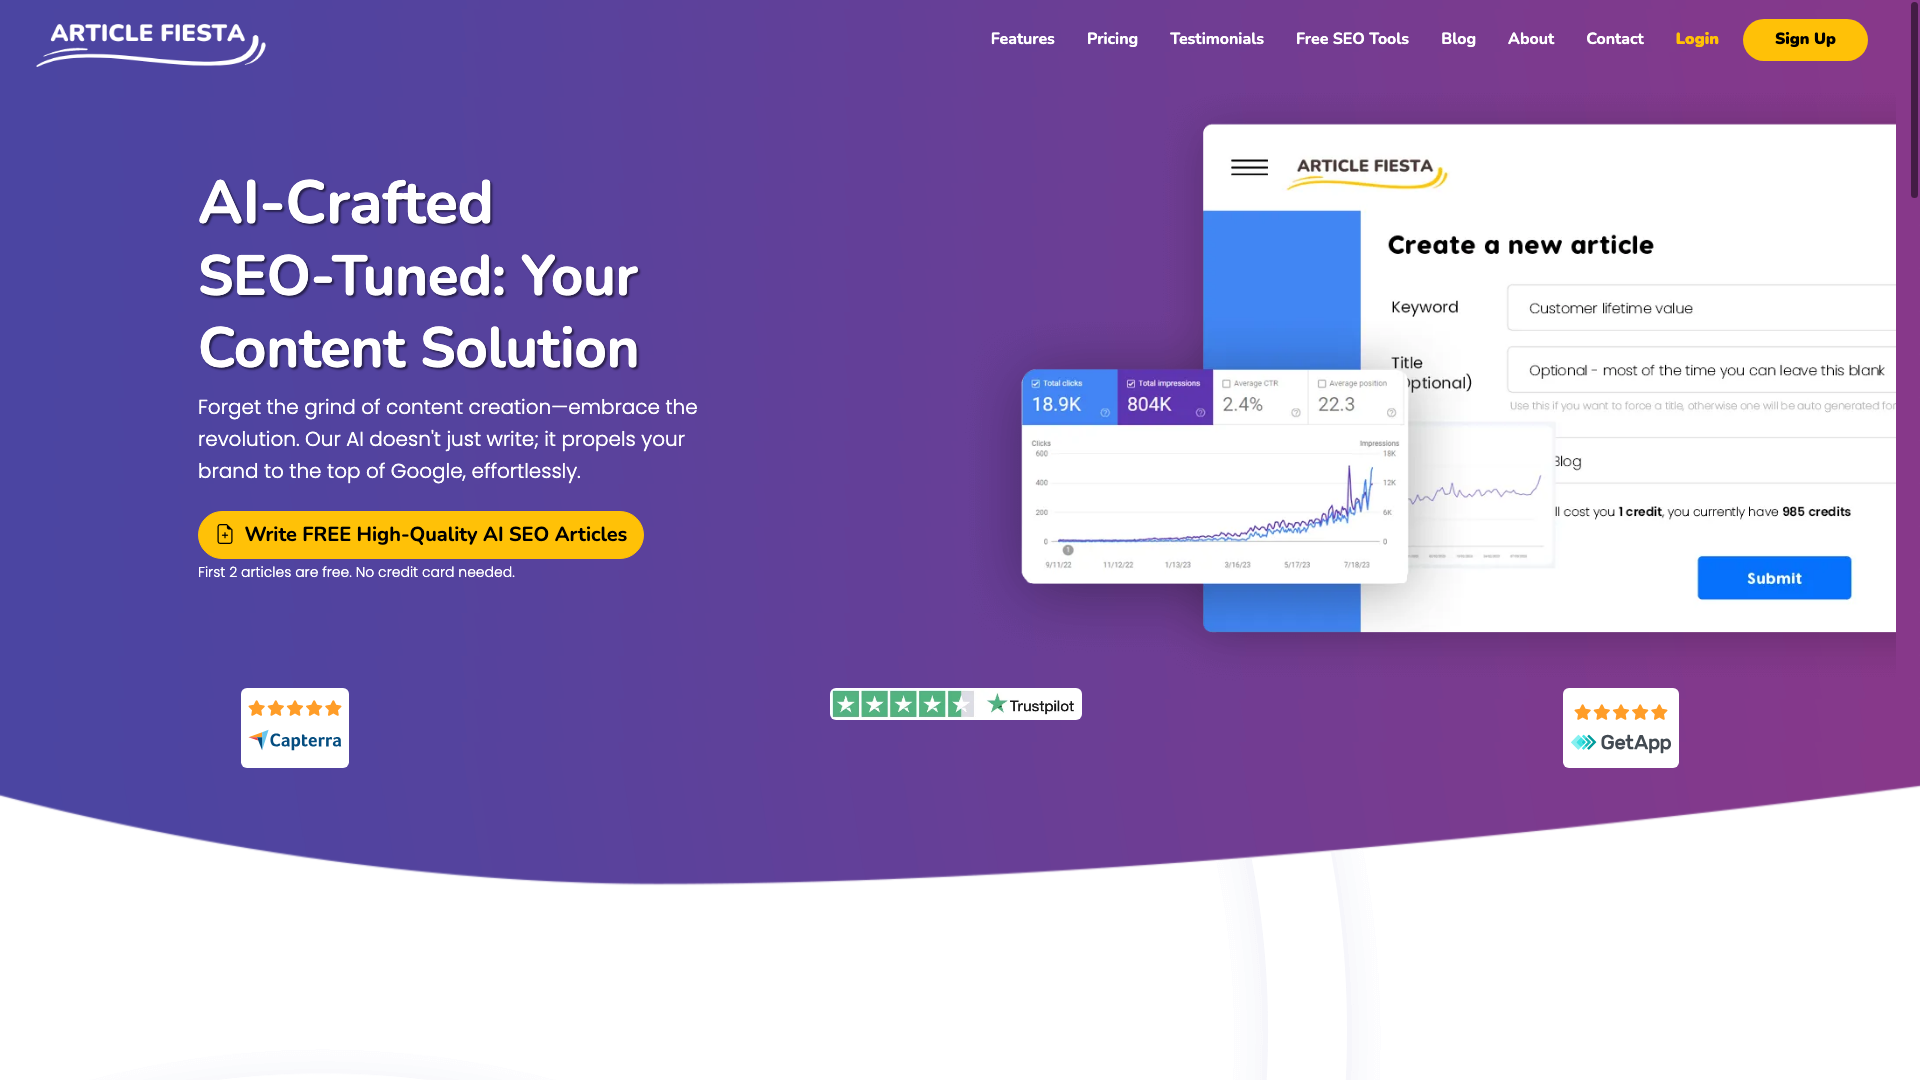 ARTICLE FIESTA
Features
Pricing
Testimonials
Free SEO Tools
Blog
About
Contact
Login
Sign Up
AI-Crafted
SEO-Tuned: Your
Content Solution
Forget the grind of content creation—embrace the
revolution. Our AI doesn't just write; it propels your
brand to the top of Google, effortlessly.
Write FREE High-Quality AI SEO Articles
First 2 articles are free. No credit card needed.
ARTICLE FIESTA
Create a new article
Keyword
Customer lifetime value
Title
ptional)
Optional - most of the time you can leave this blank
Use this if you want to force a title, otherwise one will be auto generated for
Blog
ll cost you 1 credit, you currently have 985 credits
Submit
Total clicks
18.9K
Total impressions
804K
Average CTR
2.4%
Average position
22.3
Clicks
Impressions
600
18K
400
12K
200
6K
0
0
9/11/22
11/12/22
1/13/23
3/16/23
5/17/23
7/18/23
Capterra
Trustpilot
GetApp